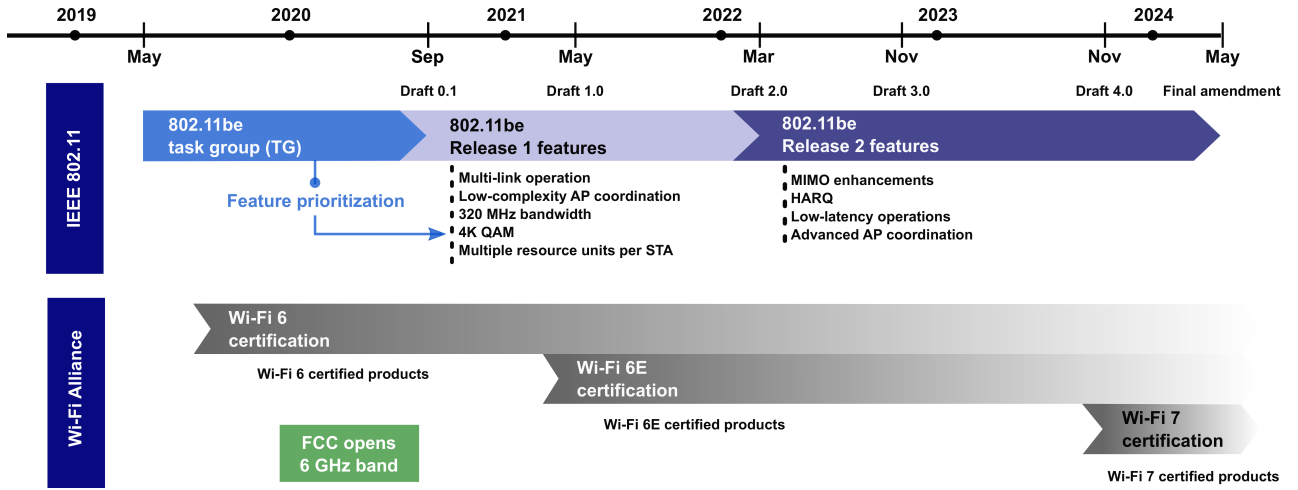 2019
2020
2021
2022
2023
2024
May
Sep
May
Mar
Nov
Nov
May
Draft 0.1
Draft 1.0
Draft 2.0
Draft 3.0
Draft 4.0
Final amendment
IEEE 802.11
802.11be
task group (TG)
802.11be
Release 1 features
802.11be
Release 2 features
Feature prioritization
Multi-link operation
Low-complexity AP coordination
320 MHz bandwidth
4K QAM
Multiple resource units per STA
MIMO enhancements
HARQ
Low-latency operations
Advanced AP coordination
Wi-Fi Alliance
Wi-Fi 6
certification
Wi-Fi 6 certified products
Wi-Fi 6E
certification
Wi-Fi 6E certified products
Wi-Fi 7
certification
Wi-Fi 7 certified products
FCC opens
6 GHz band